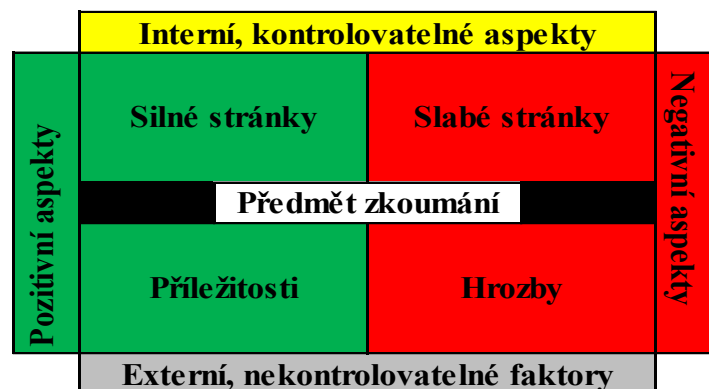 Interní, kontrolovatelné aspekty
Pozitivní aspekty
Silné stránky
Slabé stránky
Negativní aspekty
Předmět zkoumání
Příležitosti
Hrozby
Externí, nekontrolovatelné faktory